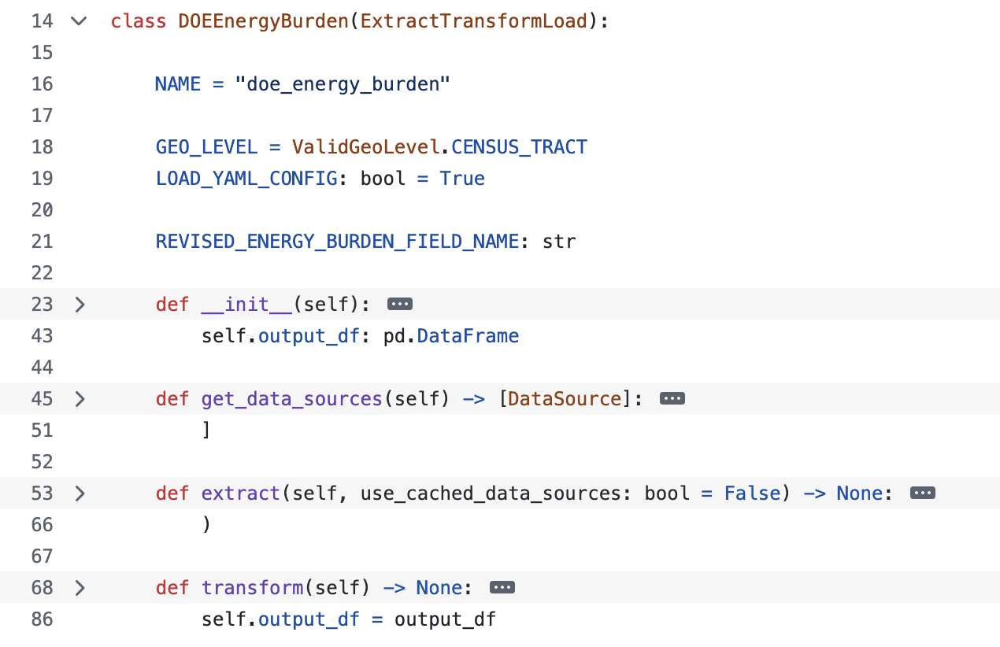 14 class DOEEnergyBurden(ExtractTransformLoad):
15
16 NAME = "doe_energy_burden"
17
18 GEO_LEVEL = ValidGeoLevel.CENSUS_TRACT
19 LOAD_YAML_CONFIG: bool = True
20
21 REVISED_ENERGY_BURDEN_FIELD_NAME: str
22
23 def __init__(self): ...
43 self.output_df: pd.DataFrame
44
45 def get_data_sources(self) -> [DataSource]: ...
51 ]
52
53 def extract(self, use_cached_data_sources: bool = False) -> None: ...
66 )
67
68 def transform(self) -> None: ...
86 self.output_df = output_df